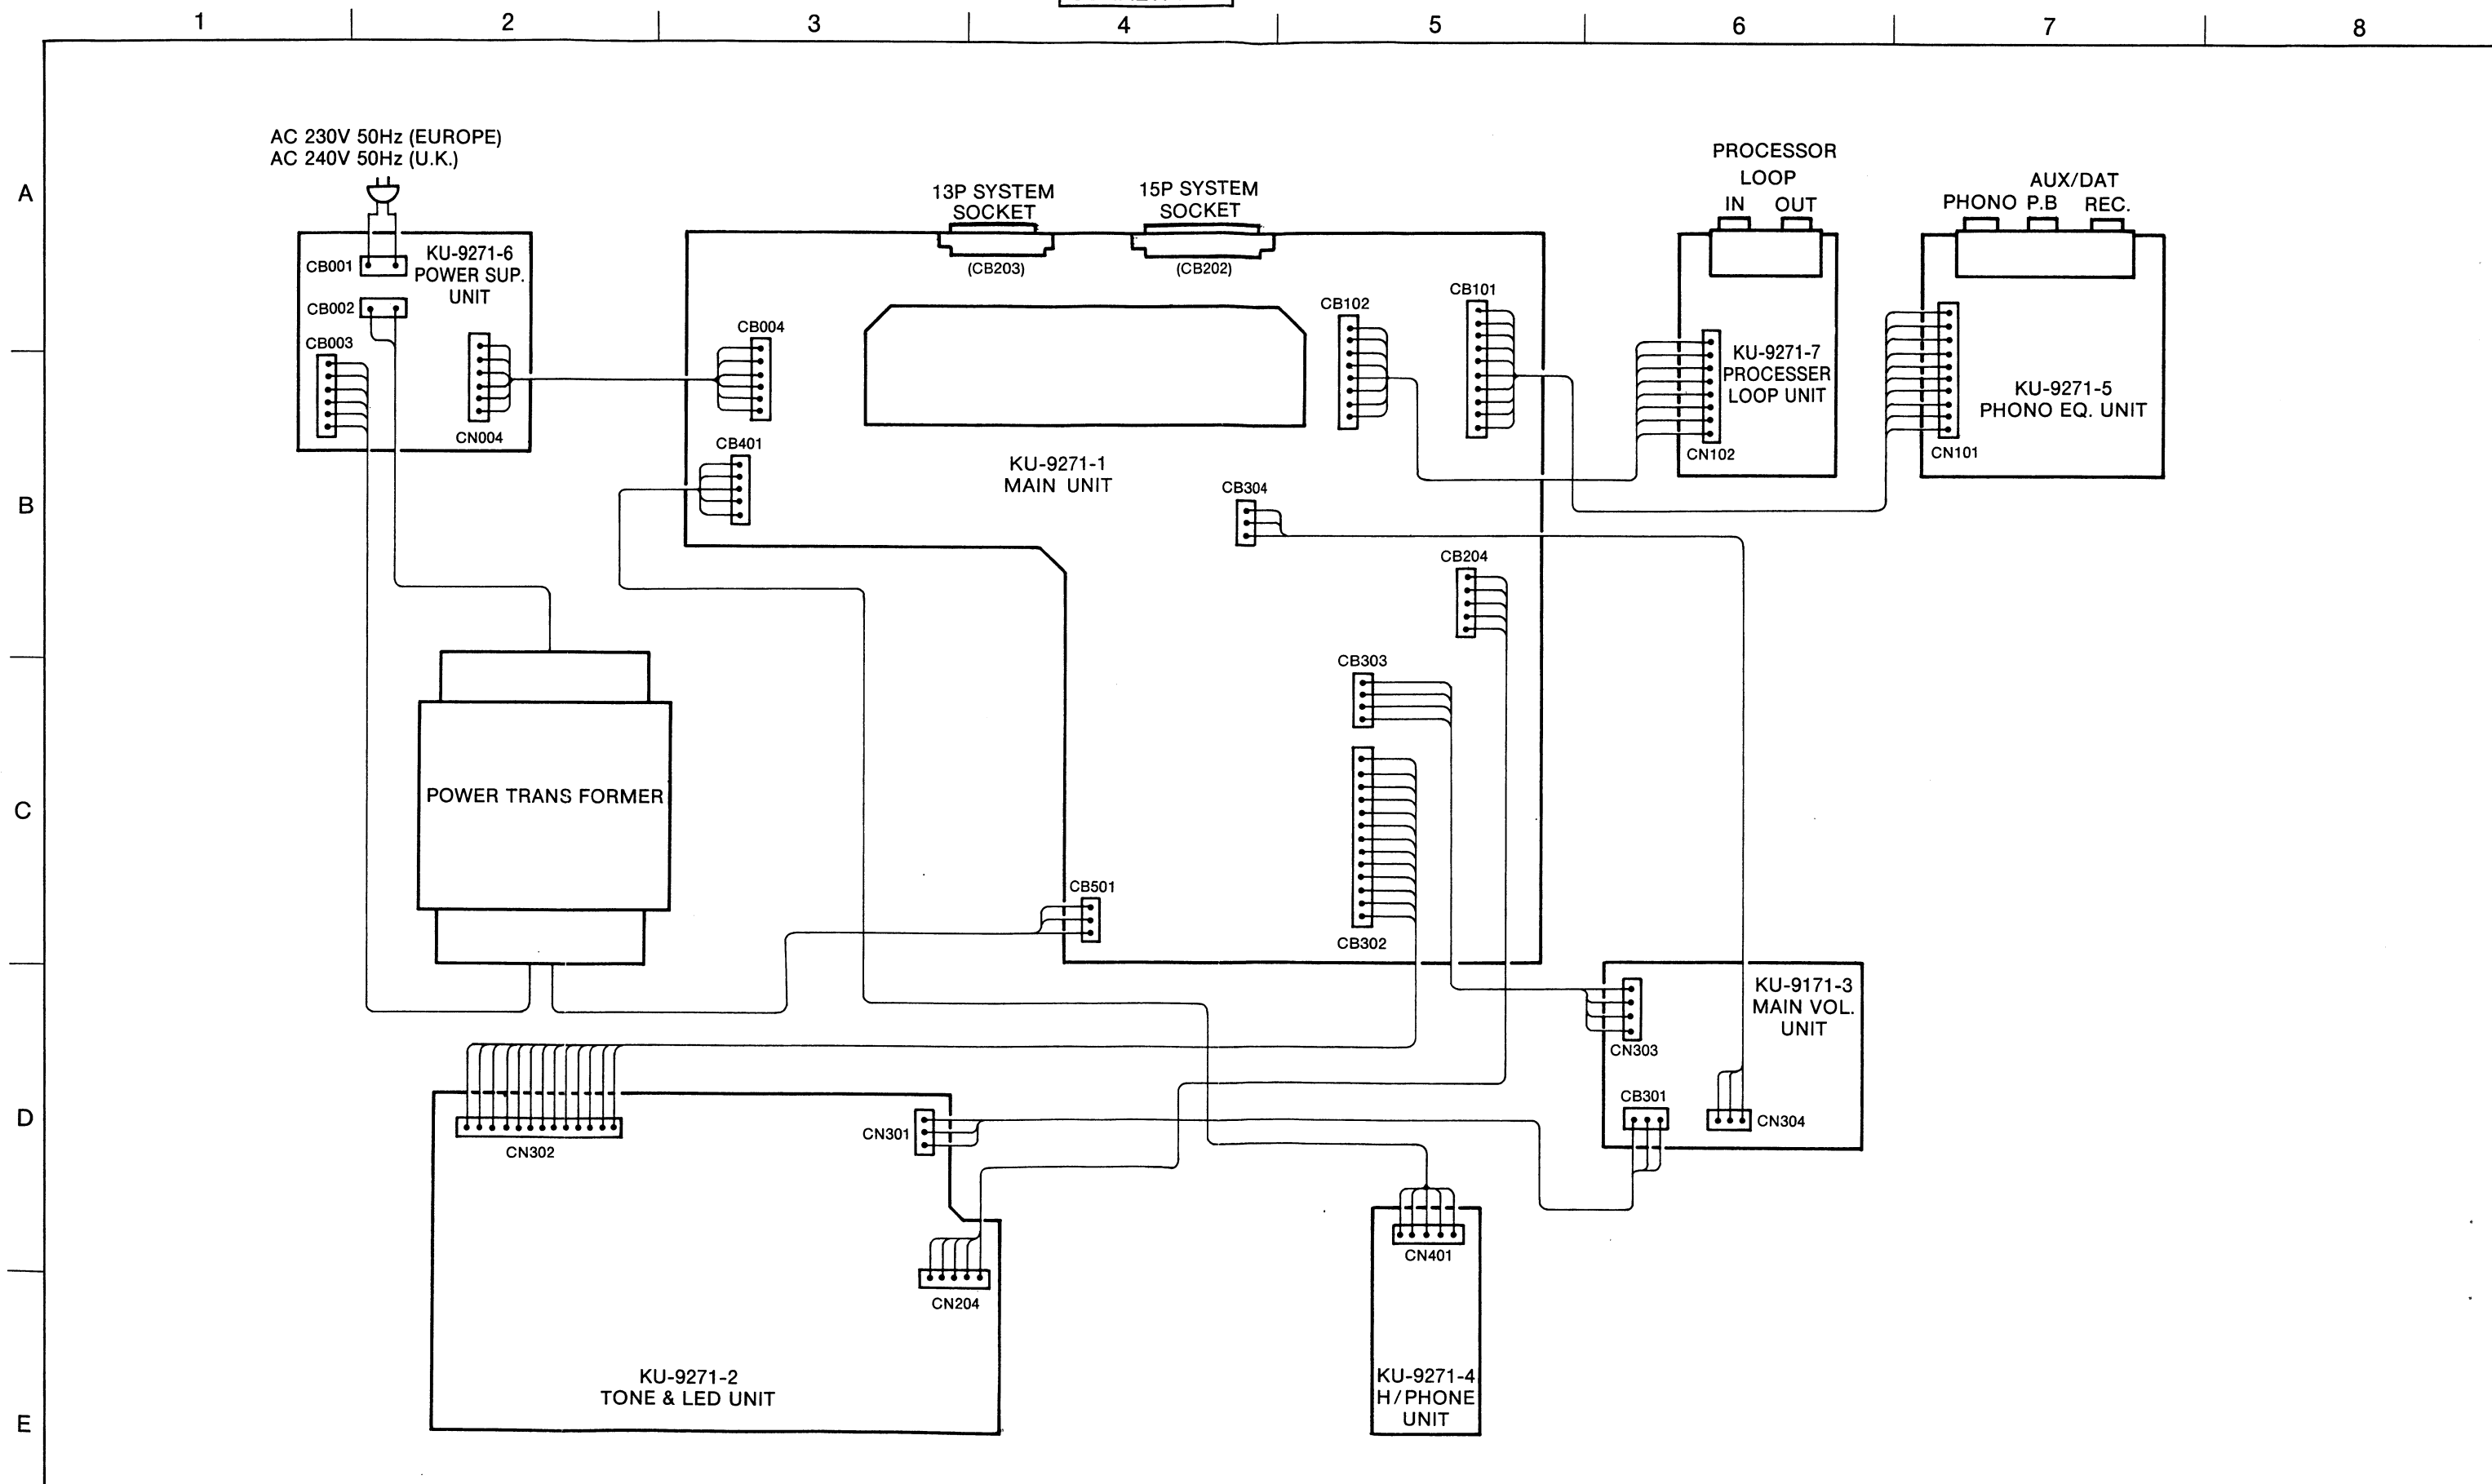 1 2 3 4 5 6 7 8
A
B
C
D
E
AC 230V 50Hz (EUROPE)
AC 240V 50Hz (U.K.)
CB001
CB002
CB003
KU-9271-6
POWER SUP.
UNIT
CN004
13P SYSTEM
SOCKET
(CB203)
15P SYSTEM
SOCKET
(CB202)
CB004
CB401
CB102
CB101
KU-9271-1
MAIN UNIT
CB304
CB204
CB303
CB302
CB501
PROCESSOR
LOOP
IN OUT
KU-9271-7
PROCESSER
LOOP UNIT
CN102
AUX/DAT
PHONO P.B REC.
KU-9271-5
PHONO EQ. UNIT
CN101
POWER TRANS FORMER
KU-9171-3
MAIN VOL.
UNIT
CN303
CB301
CN304
CN302
CN301
CN204
KU-9271-2
TONE & LED UNIT
CN401
KU-9271-4
H/PHONE
UNIT